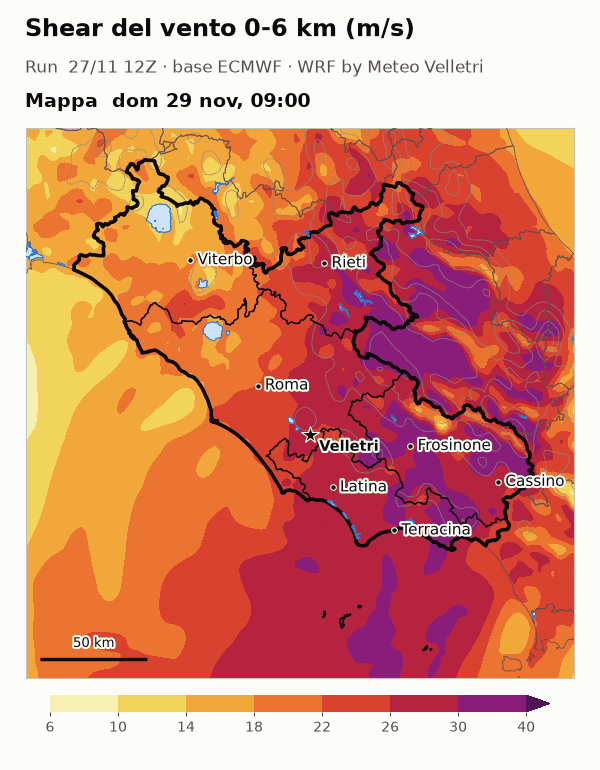 Shear del vento 0-6 km (m/s)
Run  27/11 12Z · base ECMWF · WRF by Meteo Velletri
Mappa  dom 29 nov, 09:00
Viterbo
Rieti
Roma
Velletri
Frosinone
Cassino
Latina
Terracina
50 km
6 10 14 18 22 26 30 40